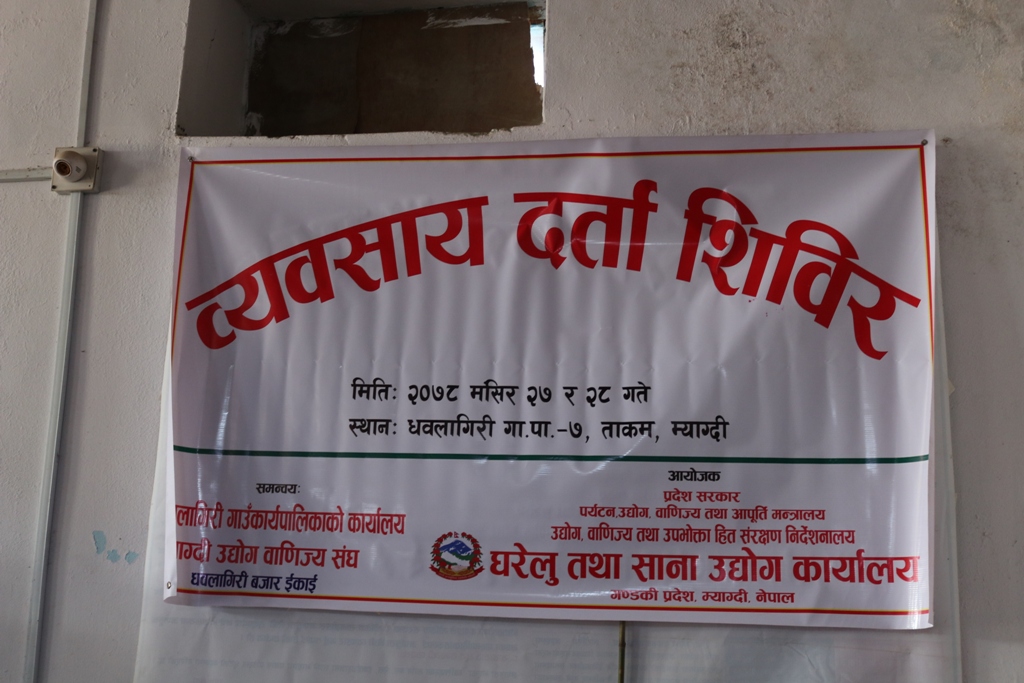 व्यवसाय दर्ता शिविर
मितिः २०७८ मंसिर २७ र २८ गते
स्थानः धवलागिरी गा.पा.-७, ताकम, म्याग्दी
समन्वयः
लागिरी गाउँकार्यपालिकाको कार्यालय
ाग्दी उद्योग वाणिज्य संघ
धवलागिरी बजार ईकाई
आयोजक
प्रदेश सरकार
पर्यटन,उद्योग, वाणिज्य तथा आपूर्ति मन्त्रालय
उद्योग, वाणिज्य तथा उपभोक्ता हित संरक्षण निर्देशनालय
घरेलु तथा साना उद्योग कार्यालय
गण्डकी प्रदेश, म्याग्दी, नेपाल